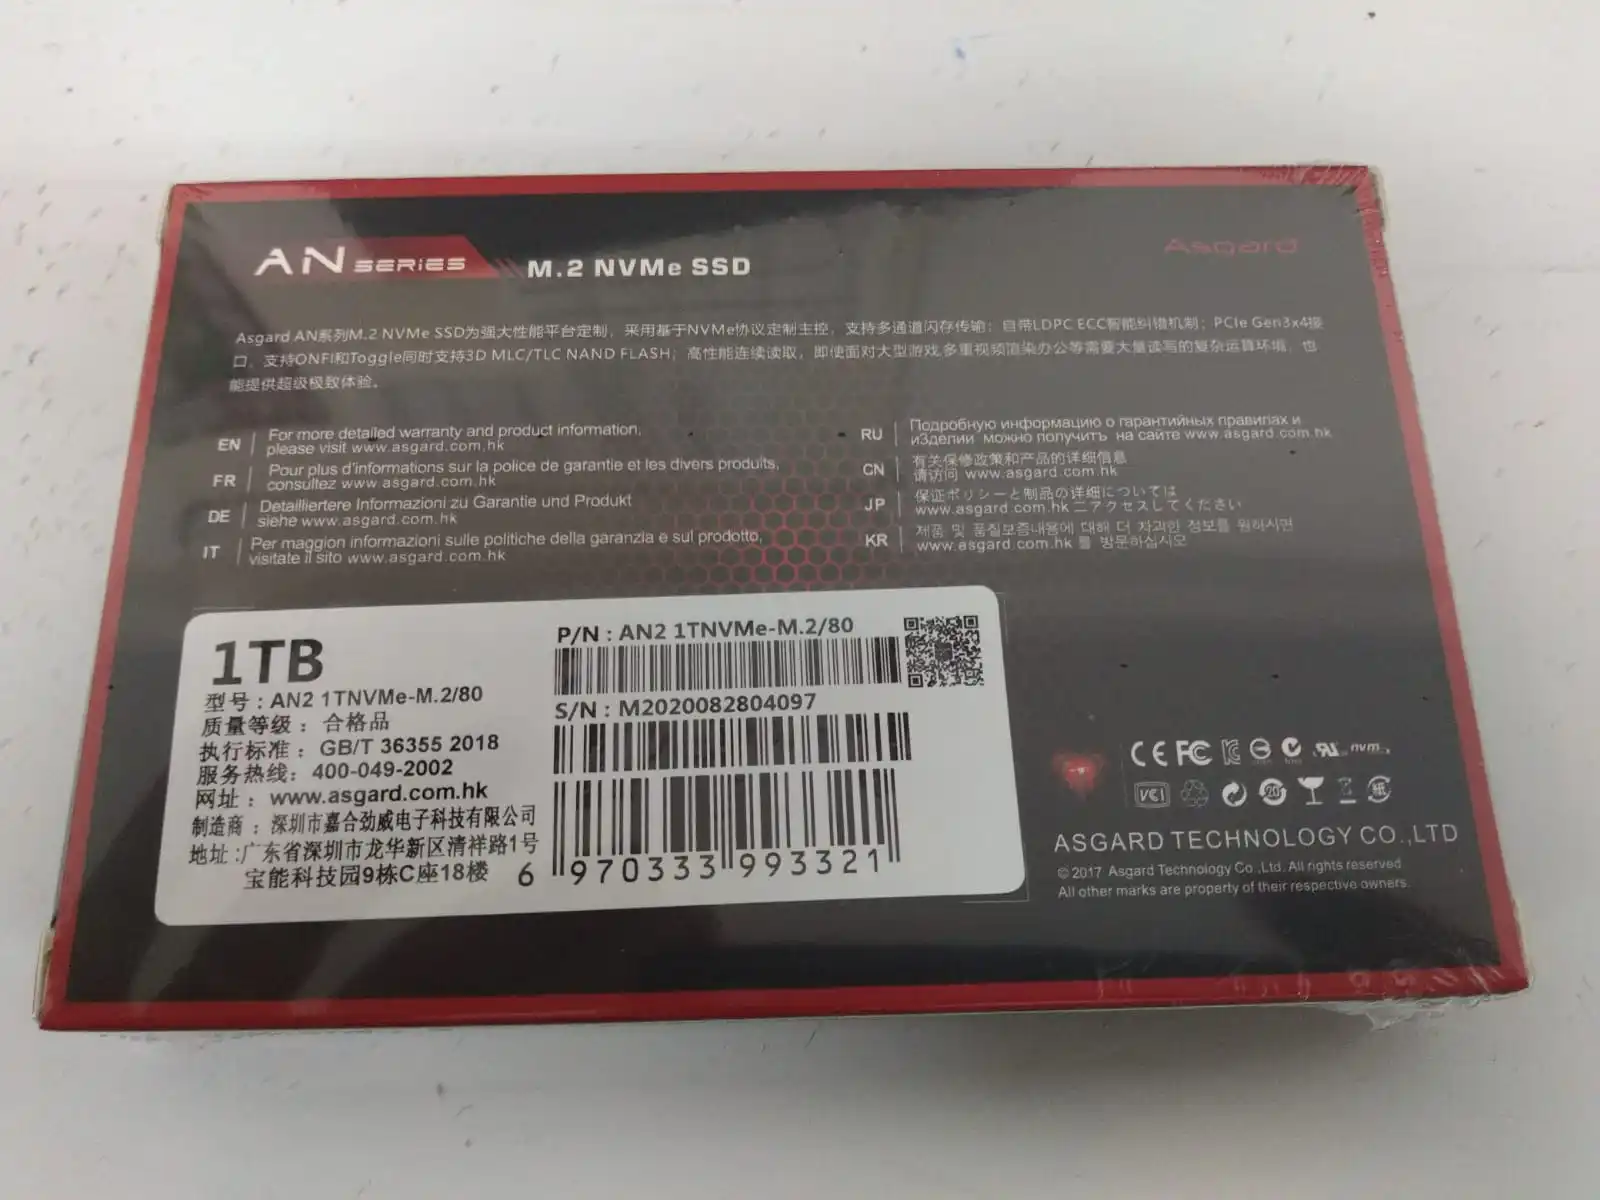 AN SERIES M.2 NVMe SSD
Asgard
Asgard AN系列M.2 NVMe SSD为强大性能平台定制，采用基于NVMe协议定制主控，支持多通道闪存传输；自带LDPC ECC智能纠错机制；PCIe Gen3x4接
口，支持ONFI和Toggle同时支持3D MLC/TLC NAND FLASH；高性能连续读取，即使面对大型游戏,多重视频渲染办公等需要大量读写的复杂运算环境，也
能提供超级极致体验。
EN For more detailed warranty and product information,
please visit www.asgard.com.hk
FR Pour plus d'informations sur la police de garantie et les divers produits,
consultez www.asgard.com.hk
DE Detailliertere Informazioni zu Garantie und Produkt
siehe www.asgard.com.hk
IT Per maggion informazioni sulle politiche della garanzia e sul prodotto,
visitate il sito www.asgard.com.hk
RU Подробную информацию о гарантийных правилах и
иЗделии можно получить на сайте www.asgard.com.hk
CN 有关保修政策和产品的详细信息
请访问 www.asgard.com.hk
JP 保证ポリシーと制品の详细については
www.asgard.com.hk 二アクセスしてください
KR 제품 및 품질보증내용에 대해 더 자괴한 정보를 원하시면
www.asgard.com.hk 를 방문하십시오
1TB
型号：AN2 1TNVMe-M.2/80
质量等级：合格品
执行标准：GB/T 36355 2018
服务热线：400-049-2002
网址：www.asgard.com.hk
制造商：深圳市嘉合劲威电子科技有限公司
地址:广东省深圳市龙华新区清祥路1号
宝能科技园9栋C座18楼
P/N : AN2 1TNVMe-M.2/80
S/N : M2020082804097
6 970333 993321
CE FC nvm
VCI 20 紙
ASGARD TECHNOLOGY CO.,LTD
© 2017 Asgard Technology Co.,Ltd. All rights reserved.
All other marks are property of their respective owners.